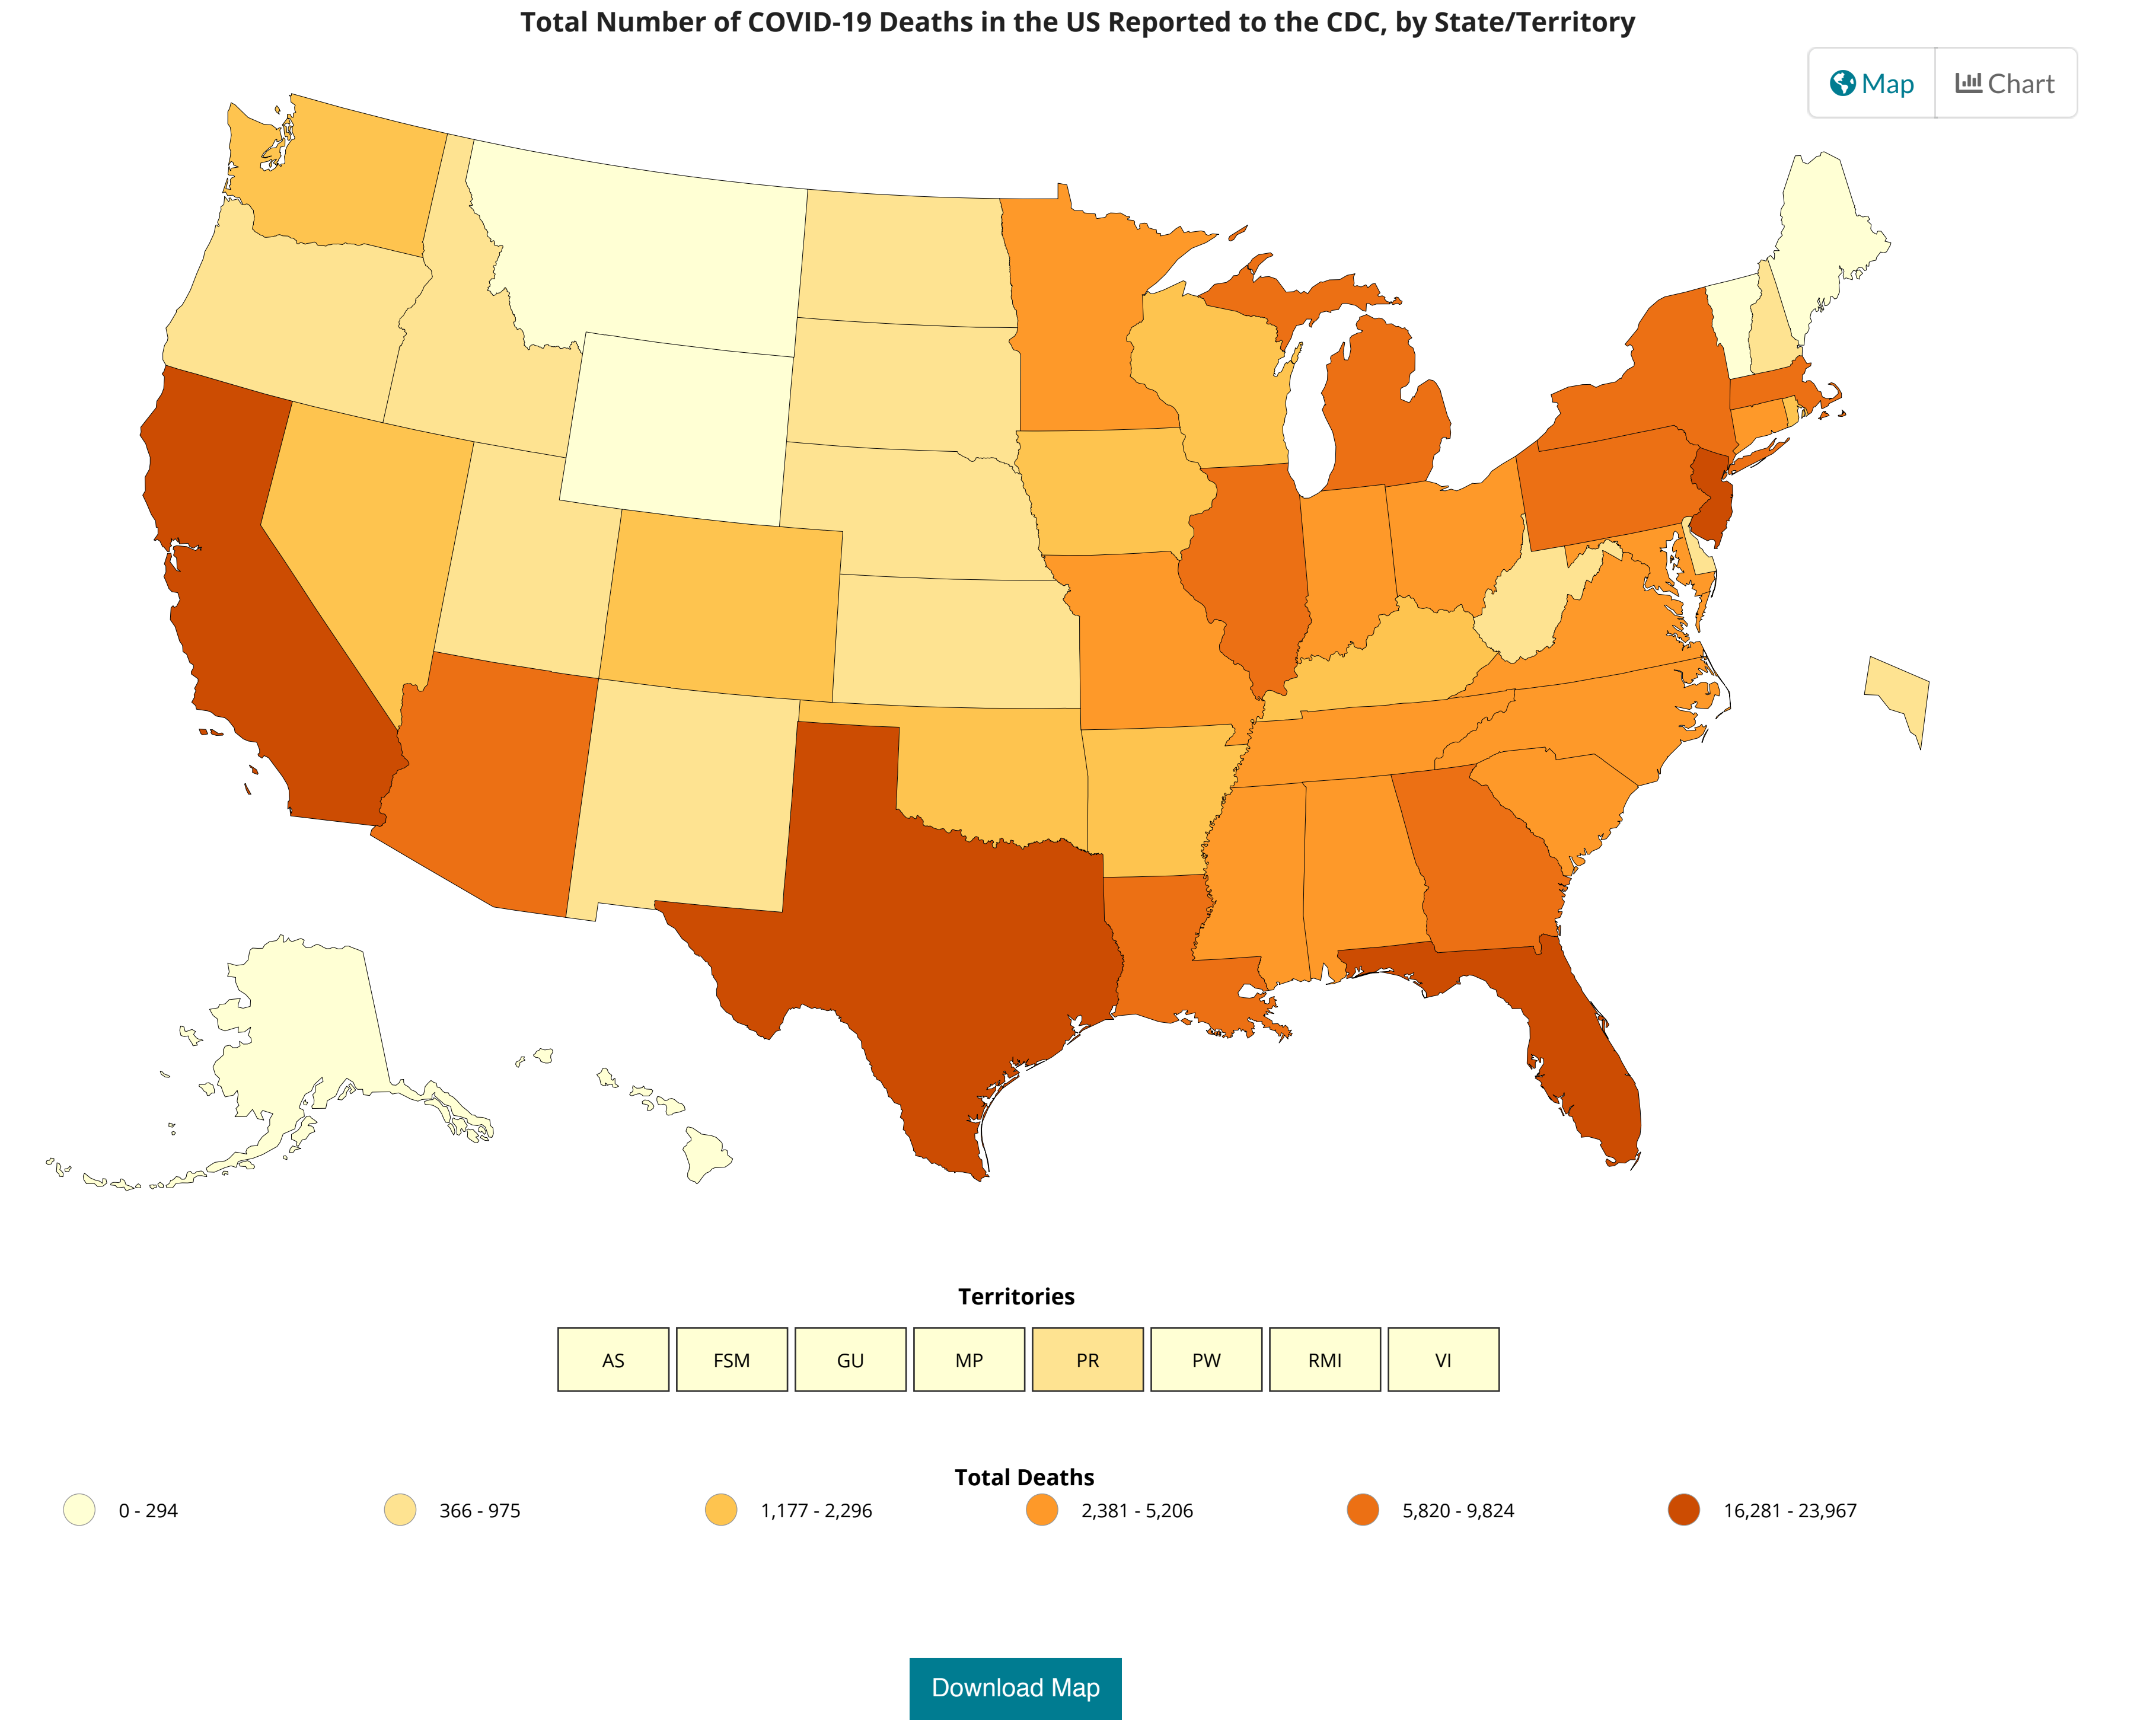 Total Number of COVID-19 Deaths in the US Reported to the CDC, by State/Territory
Map Chart
Territories
AS FSM GU MP PR PW RMI VI
Total Deaths
0 - 294 366 - 975 1,177 - 2,296 2,381 - 5,206 5,820 - 9,824 16,281 - 23,967
Download Map